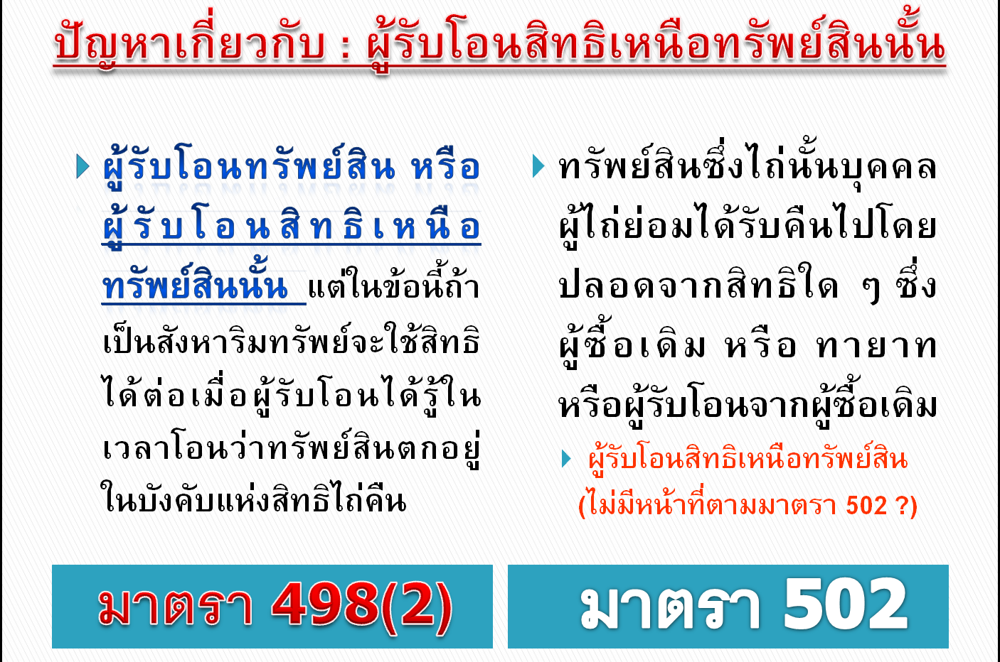 ปัญหาเกี่ยวกับ : ผู้รับโอนสิทธิเหนือทรัพย์สินนั้น
ผู้รับโอนทรัพย์สิน หรือ
ผู้รับโอนสิทธิเหนือ
ทรัพย์สินนั้น แต่ในข้อนี้ถ้า
เป็นสังหาริมทรัพย์จะใช้สิทธิ
ได้ต่อเมื่อผู้รับโอนได้รู้ใน
เวลาโอนว่าทรัพย์สินตกอยู่
ในบังคับแห่งสิทธิไถ่คืน
ทรัพย์สินซึ่งไถ่นั้นบุคคล
ผู้ไถ่ย่อมได้รับคืนไปโดย
ปลอดจากสิทธิใด ๆ ซึ่ง
ผู้ซื้อเดิม หรือ ทายาท
หรือผู้รับโอนจากผู้ซื้อเดิม
ผู้รับโอนสิทธิเหนือทรัพย์สิน
(ไม่มีหน้าที่ตามมาตรา 502 ?)
มาตรา 498(2)
มาตรา 502